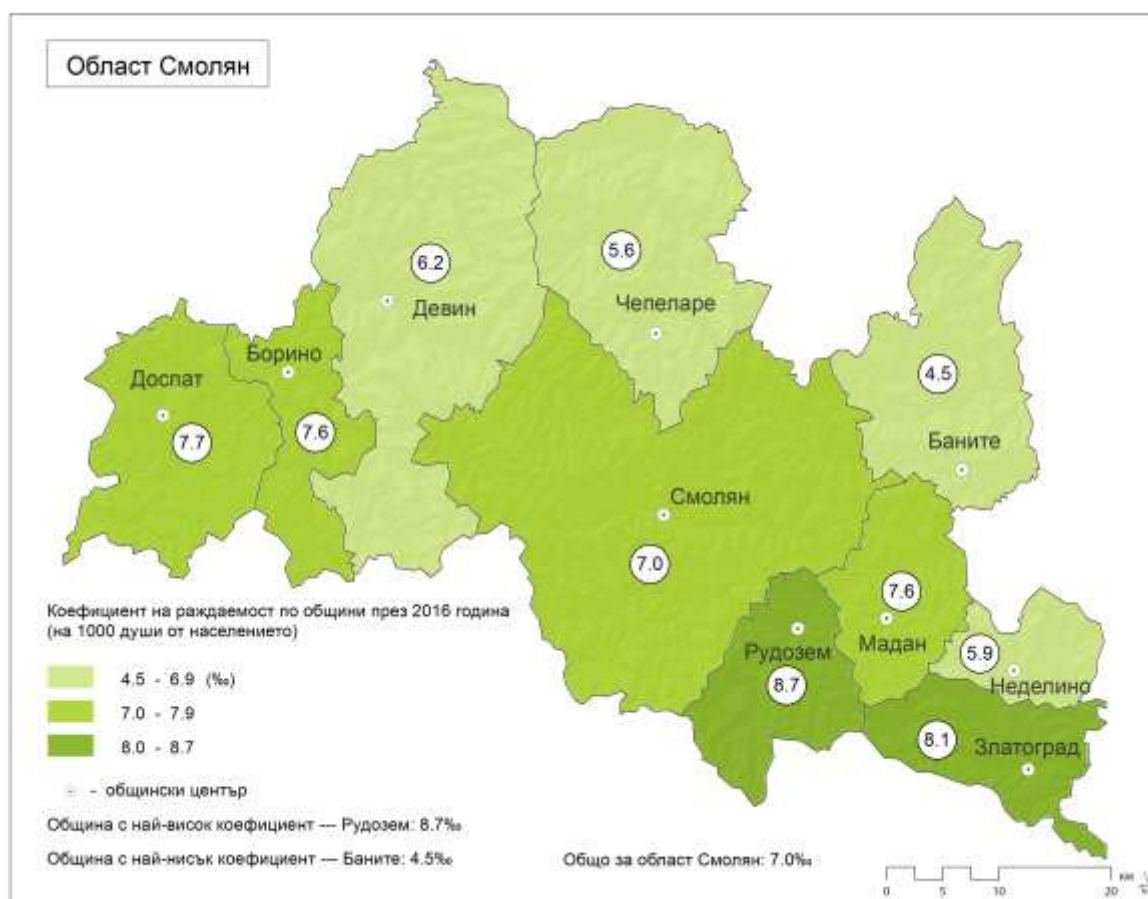 Област Смолян
6.2
Девин
5.6
Чепеларе
4.5
Баните
Борино
7.6
Доспат
7.7
Смолян
7.0
7.6
Мадан
Рудозем
8.7
5.9
Неделино
8.1
Златоград
Коефициент на раждаемост по общини през 2016 година
(на 1000 души от населението)
4.5 - 6.9 (‰)
7.0 - 7.9
8.0 - 8.7
- общински център
Община с най-висок коефициент — Рудозем: 8.7‰
Община с най-нисък коефициент — Баните: 4.5‰
Общо за област Смолян: 7.0‰
км
0 5 10 20